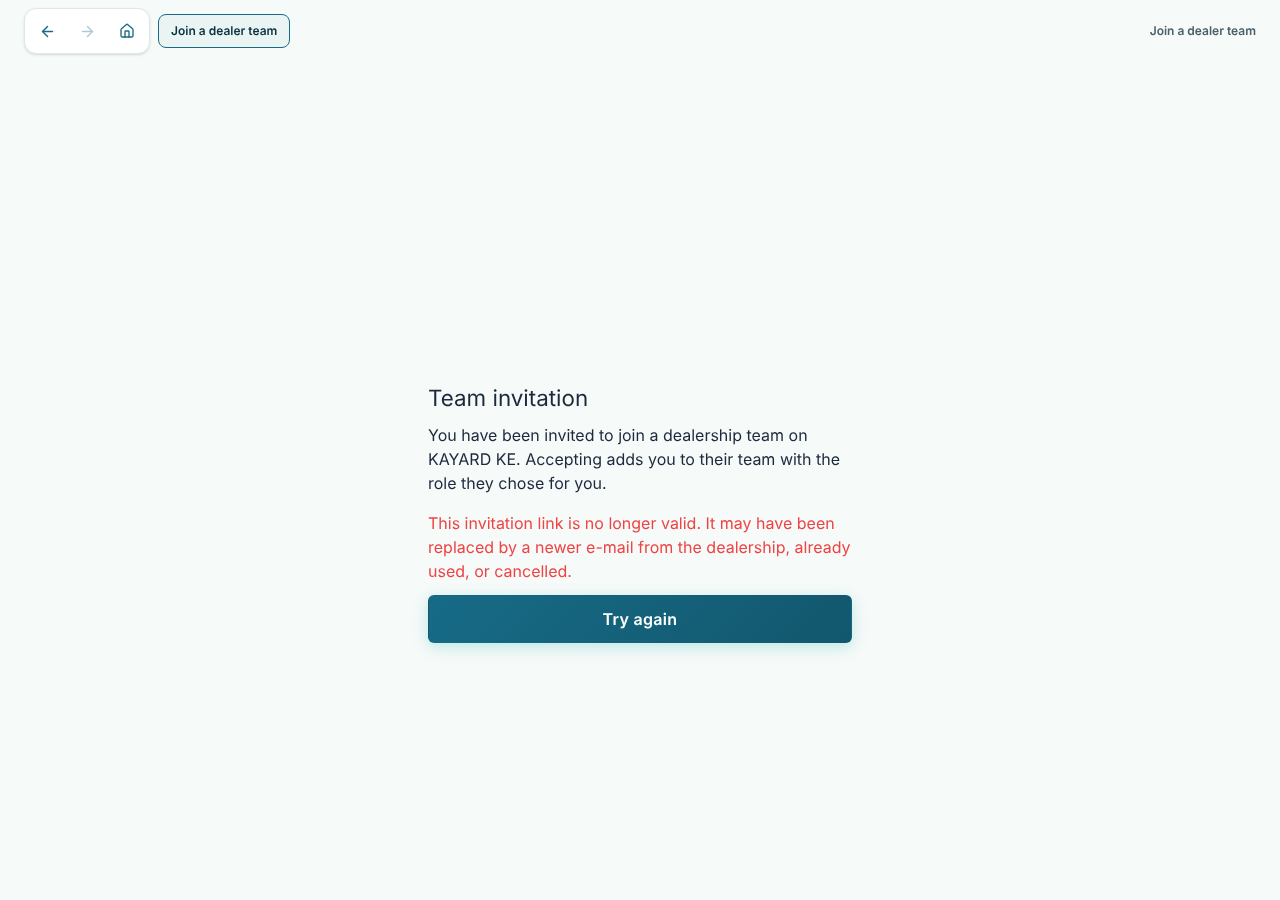 Join a dealer team
Join a dealer team
Team invitation
You have been invited to join a dealership team on
KAYARD KE. Accepting adds you to their team with the
role they chose for you.
This invitation link is no longer valid. It may have been
replaced by a newer e-mail from the dealership, already
used, or cancelled.
Try again